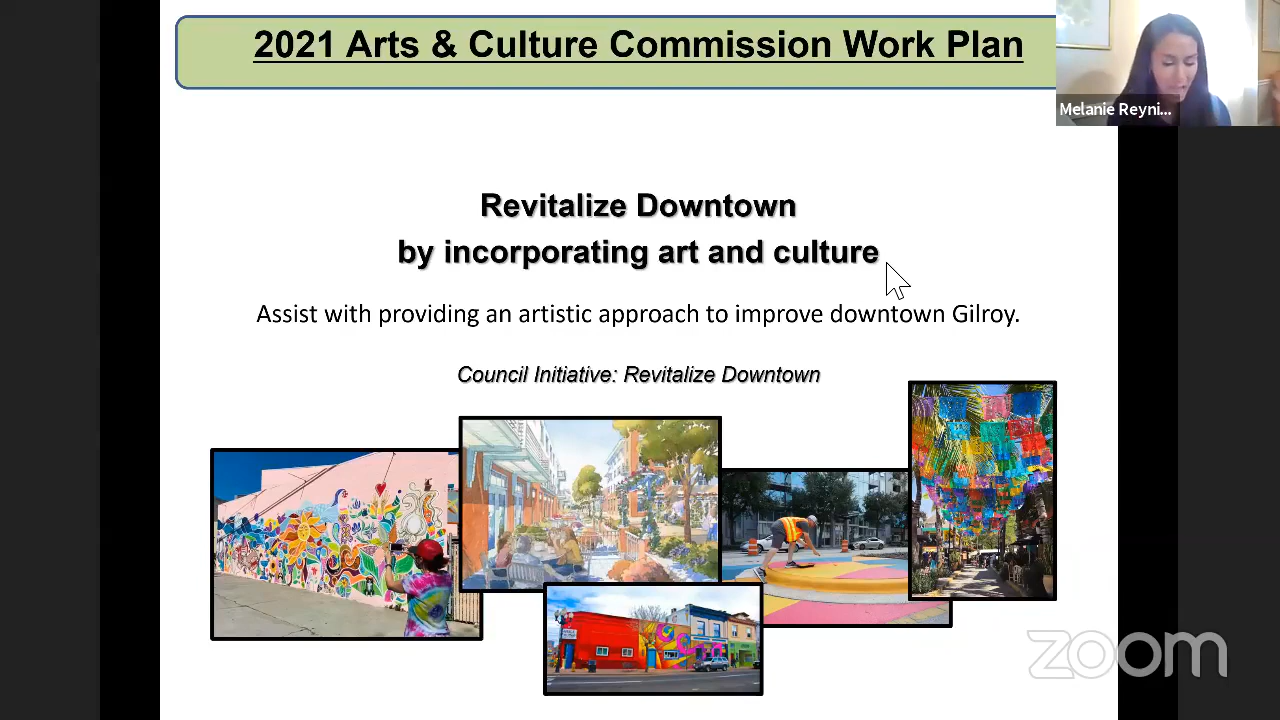 2021 Arts & Culture Commission Work Plan
Melanie Reyni...
Revitalize Downtown
by incorporating art and culture
Assist with providing an artistic approach to improve downtown Gilroy.
Council Initiative: Revitalize Downtown
zoom